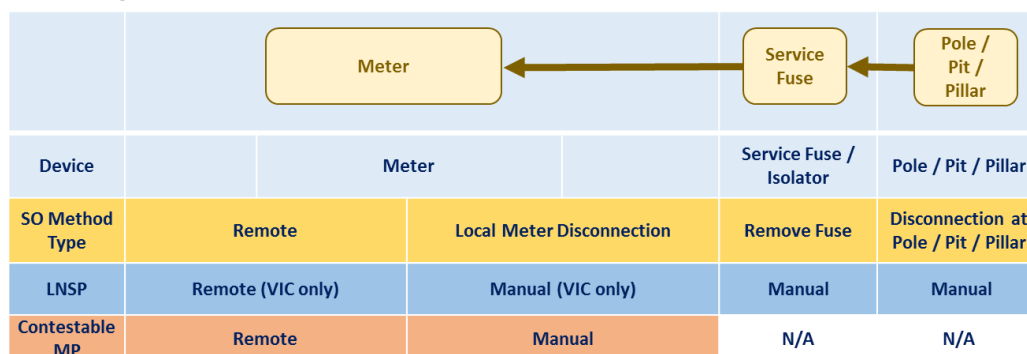 Meter
Service
Fuse
Pole /
Pit /
Pillar
Device
Meter
Service Fuse /
Isolator
Pole / Pit / Pillar
SO Method
Type
Remote
Local Meter Disconnection
Remove Fuse
Disconnection at
Pole / Pit / Pillar
LNSP
Remote (VIC only)
Manual (VIC only)
Manual
Manual
Contestable
MP
Remote
Manual
N/A
N/A